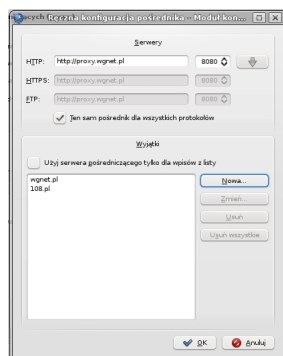 Ręczna konfiguracja pośrednika – Moduł kon...
Serwery
HTTP: http://proxy.wgnet.pl 8080
HTTPS: http://proxy.wgnet.pl 8080
FTP: http://proxy.wgnet.pl 8080
Ten sam pośrednik dla wszystkich protokołów
Wyjątki
Użyj serwera pośredniczącego tylko dla wpisów z listy
wgnet.pl
108.pl
Nowa...
Zmień...
Usuń
Usuń wszystkie
OK Anuluj